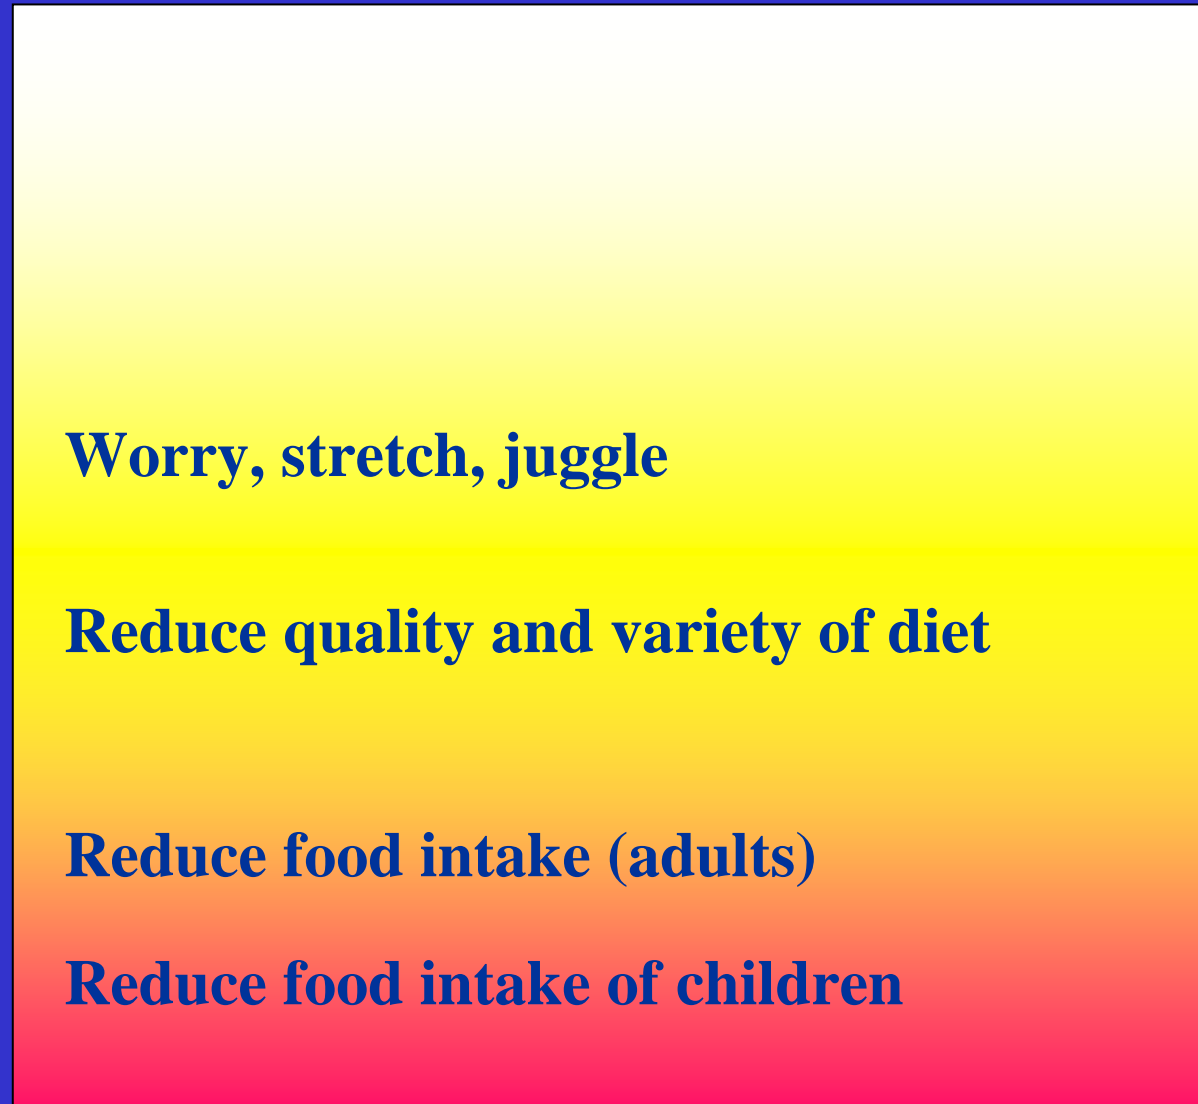 Worry, stretch, juggle
Reduce quality and variety of diet
Reduce food intake (adults)
Reduce food intake of children